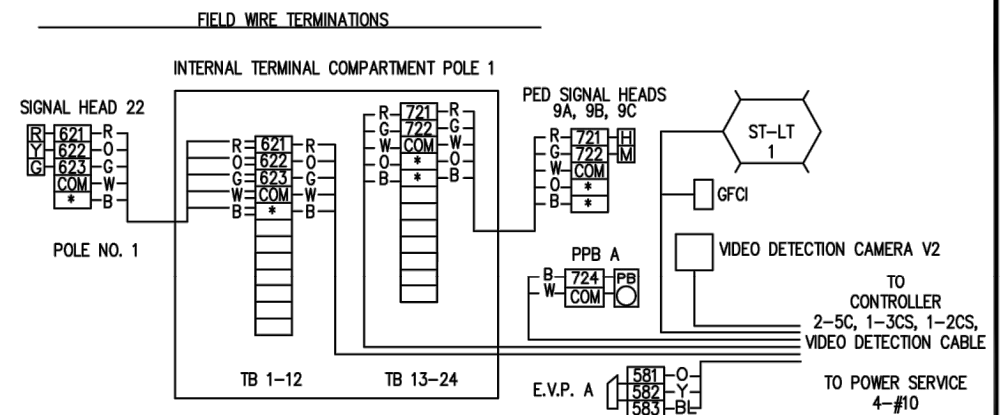 FIELD WIRE TERMINATIONS
INTERNAL TERMINAL COMPARTMENT POLE 1
SIGNAL HEAD 22
R 621 R
Y 622 O
G 623 G
COM W
* B
POLE NO. 1
R 621 R
O 622 O
G 623 G
W COM W
B * B
TB 1-12
R 721 R
G 722 G
W COM W
O * O
B * B
TB 13-24
PED SIGNAL HEADS
9A, 9B, 9C
R 721 H
G 722 M
W COM
O *
B *
PPB A
B 724 PB
W COM
E.V.P. A
581 O
582 Y
583 BL
ST-LT
1
GFCI
VIDEO DETECTION CAMERA V2
TO
CONTROLLER
2-5C, 1-3CS, 1-2CS,
VIDEO DETECTION CABLE
TO POWER SERVICE
4-#10